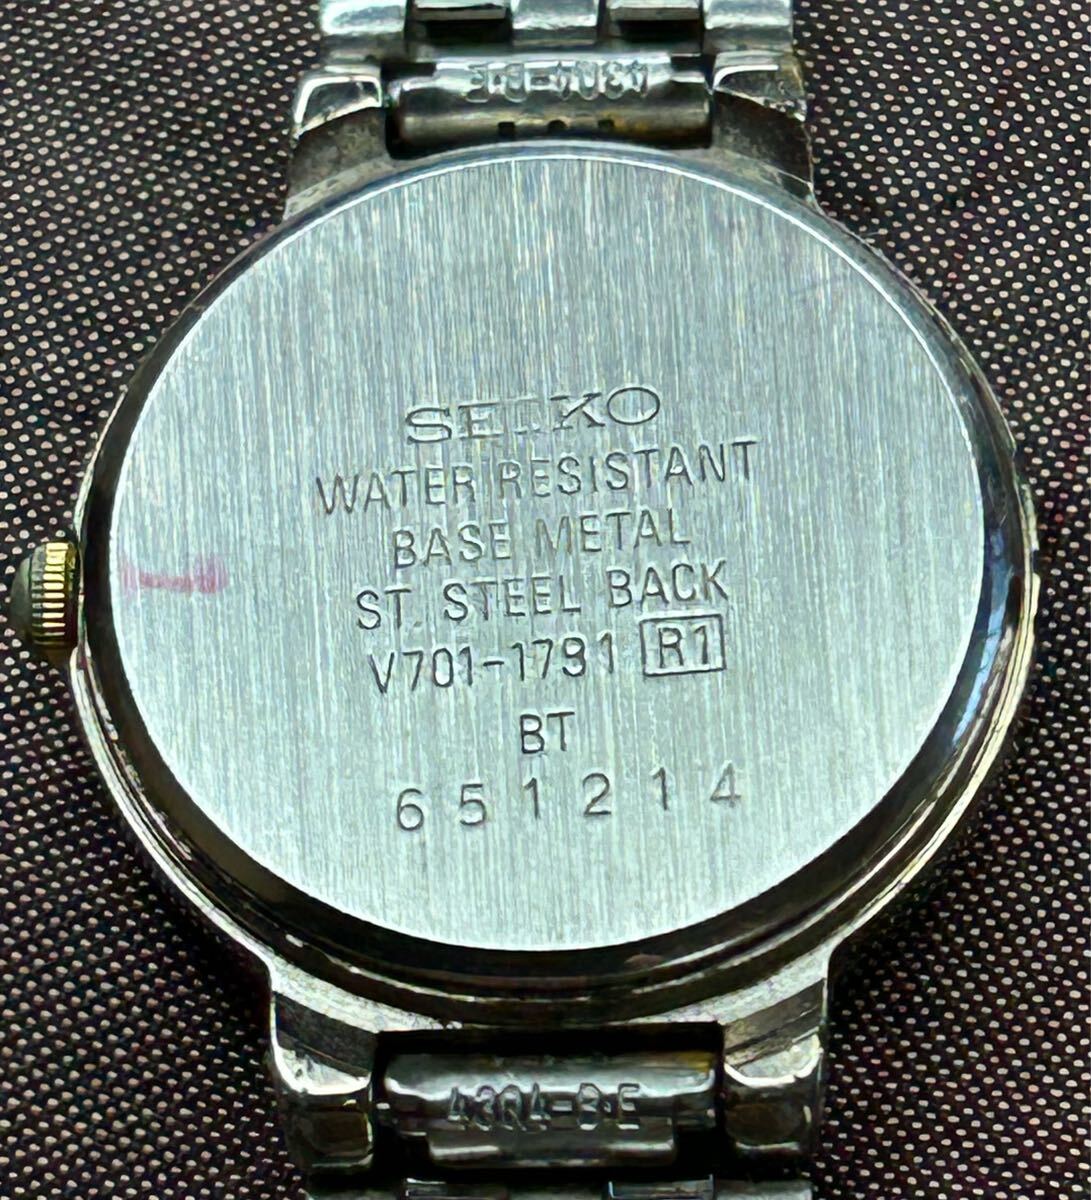 SEIKO
WATER RESISTANT
BASE METAL
ST. STEEL BACK
V701-1791 R1
BT
651214